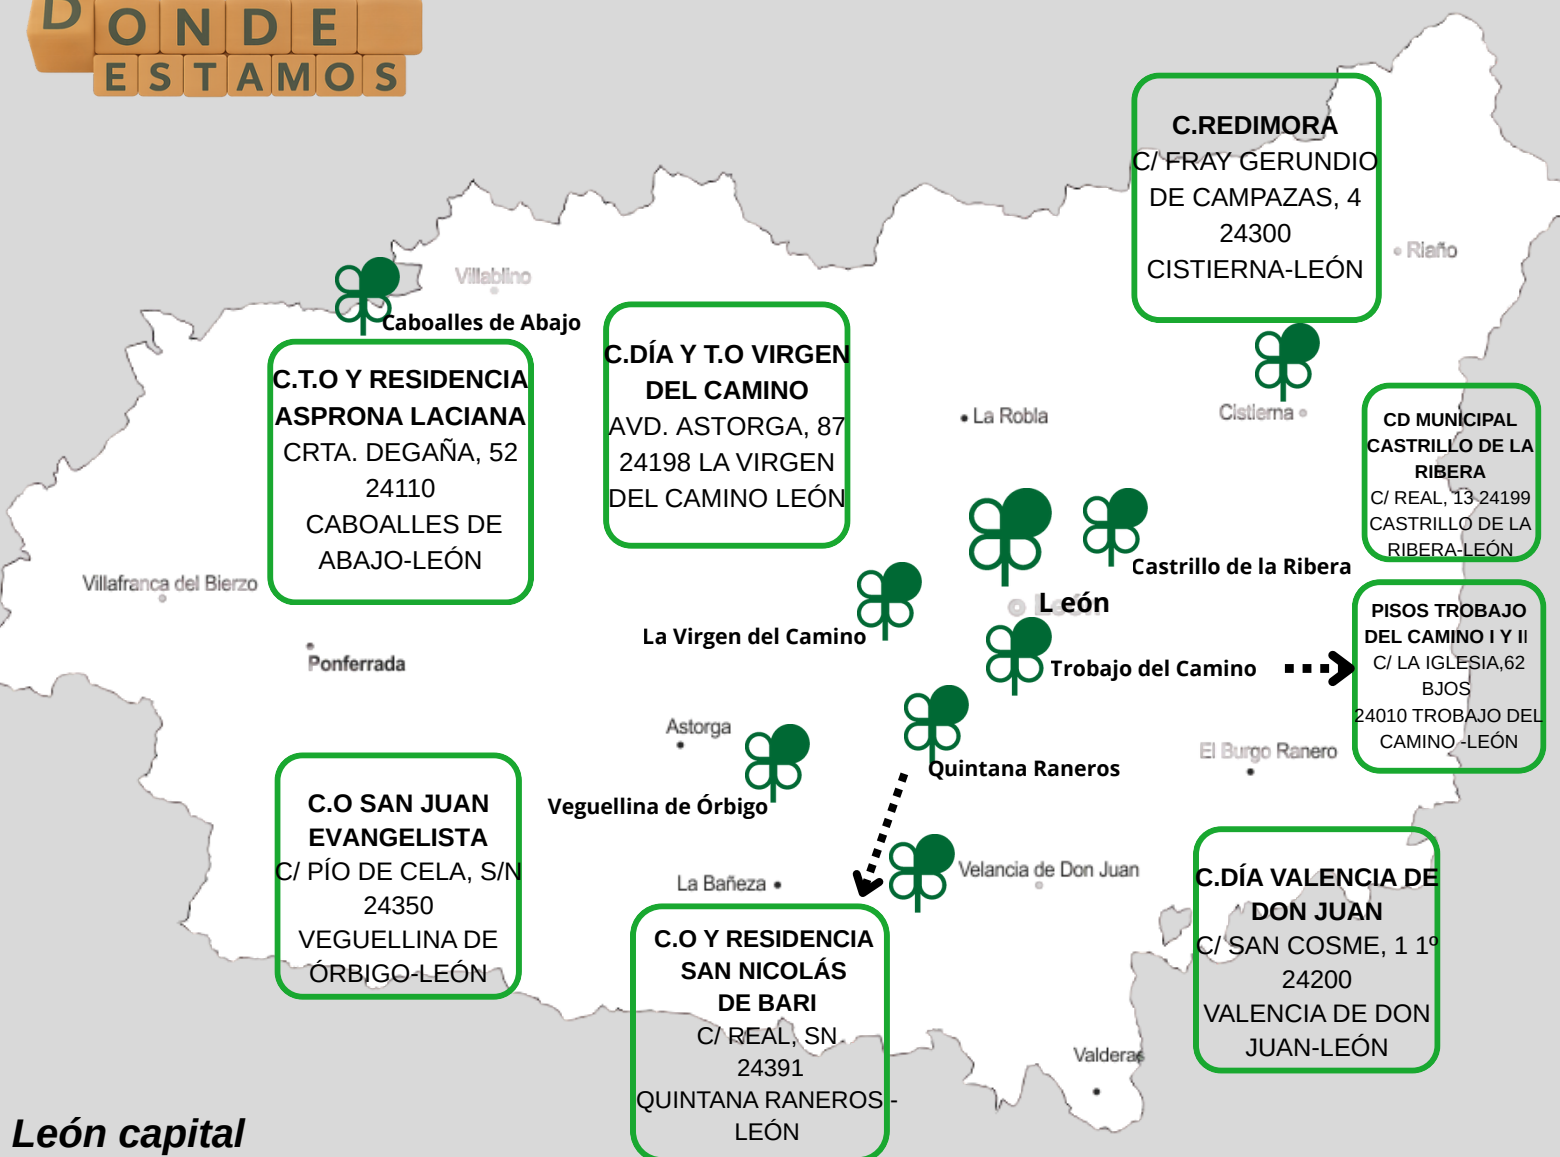 DONDE
ESTAMOS
C.REDIMORA
C/ FRAY GERUNDIO
DE CAMPAZAS, 4
24300
CISTIERNA-LEÓN
Riaño
Villablino
Caboalles de Abajo
C.T.O Y RESIDENCIA
ASPRONA LACIANA
CRTA. DEGAÑA, 52
24110
CABOALLES DE
ABAJO-LEÓN
C.DÍA Y T.O VIRGEN
DEL CAMINO
AVD. ASTORGA, 87
24198 LA VIRGEN
DEL CAMINO LEÓN
La Robla
Cistierna
CD MUNICIPAL
CASTRILLO DE LA
RIBERA
C/ REAL, 13 24199
CASTRILLO DE LA
RIBERA-LEÓN
Castrillo de la Ribera
Villafranca del Bierzo
León
La Virgen del Camino
Ponferrada
Trobajo del Camino
PISOS TROBAJO
DEL CAMINO I Y II
C/ LA IGLESIA,62
BJOS
24010 TROBAJO DEL
CAMINO -LEÓN
Astorga
El Burgo Ranero
Quintana Raneros
Veguellina de Órbigo
C.O SAN JUAN
EVANGELISTA
C/ PÍO DE CELA, S/N
24350
VEGUELLINA DE
ÓRBIGO-LEÓN
La Bañeza
Velancia de Don Juan
C.O Y RESIDENCIA
SAN NICOLÁS
DE BARI
C/ REAL, SN
24391
QUINTANA RANEROS -
LEÓN
C.DÍA VALENCIA DE
DON JUAN
C/ SAN COSME, 1 1º
24200
VALENCIA DE DON
JUAN-LEÓN
Valderas
León capital